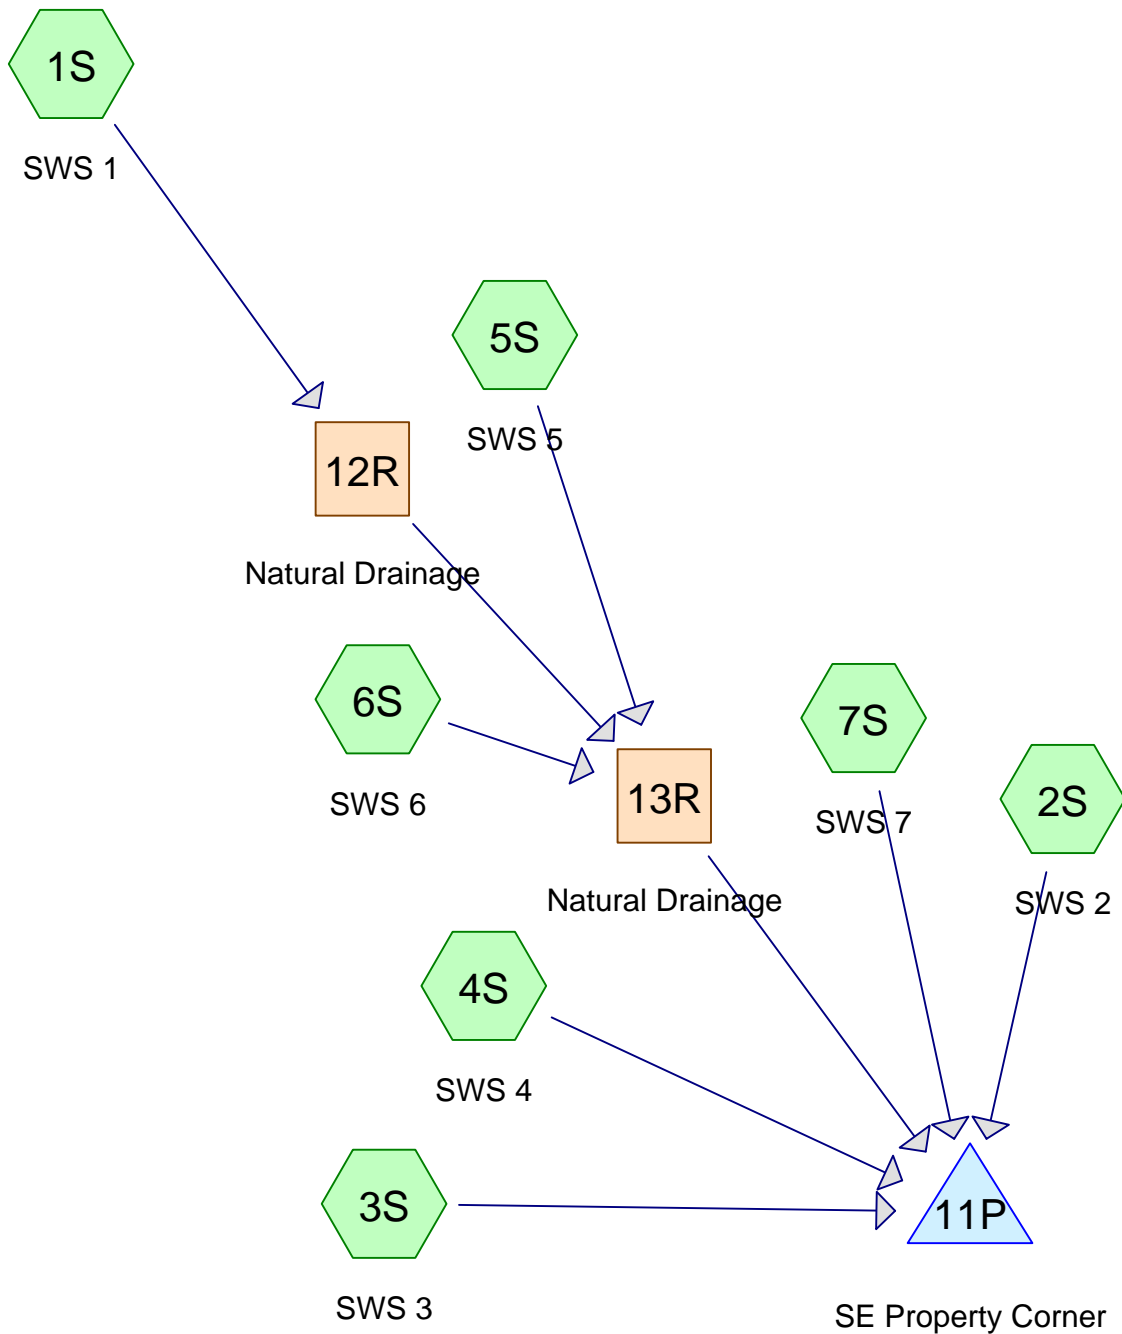 1S
SWS 1
5S
SWS 5
12R
Natural Drainage
6S
SWS 6
7S
SWS 7
13R
Natural Drainage
2S
SWS 2
4S
SWS 4
3S
SWS 3
11P
SE Property Corner